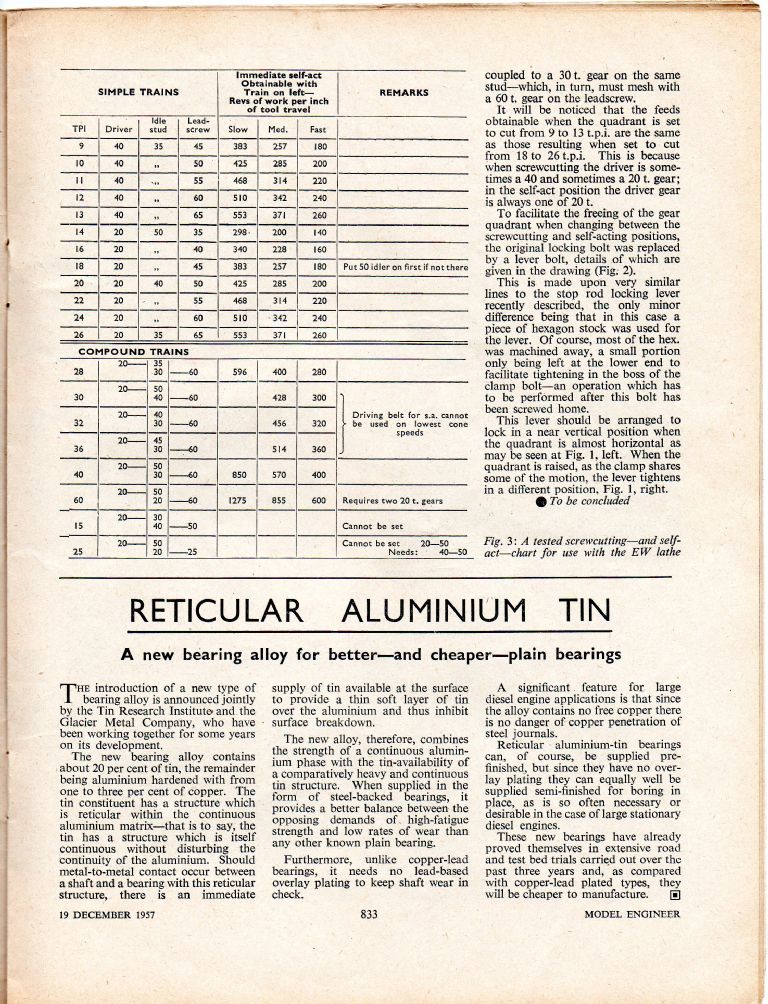 SIMPLE TRAINS
Immediate self-act
Obtainable with
Train on left—
Revs of work per inch
of tool travel
REMARKS
TPI Driver Idle stud Lead-screw Slow Med. Fast
9 40 35 45 383 257 180
10 40 ,, 50 425 285 200
11 40 ,, 55 468 314 220
12 40 ,, 60 510 342 240
13 40 ,, 65 553 371 260
14 20 50 35 298 200 140
16 20 ,, 40 340 228 160
18 20 ,, 45 383 257 180 Put 50 idler on first if not there
20 20 40 50 425 285 200
22 20 ,, 55 468 314 220
24 20 ,, 60 510 342 240
26 20 35 65 553 371 260
COMPOUND TRAINS
28 20—35
30—60 596 400 280
30 20—50
40—60 428 300
32 20—40
30—60 456 320
36 20—45
30—60 514 360
Driving belt for s.a. cannot
be used on lowest cone
speeds
40 20—50
30—60 850 570 400
60 20—50
20—60 1275 855 600 Requires two 20 t. gears
15 20—30
40—50 Cannot be set
25 20—50
20—25 Cannot be set 20—50
Needs: 40—50
coupled to a 30 t. gear on the same
stud—which, in turn, must mesh with
a 60 t. gear on the leadscrew.
It will be noticed that the feeds
obtainable when the quadrant is set
to cut from 9 to 13 t.p.i. are the same
as those resulting when set to cut
from 18 to 26 t.p.i. This is because
when screwcutting the driver is some-
times a 40 and sometimes a 20 t. gear;
in the self-act position the driver gear
is always one of 20 t.
To facilitate the freeing of the gear
quadrant when changing between the
screwcutting and self-acting positions,
the original locking bolt was replaced
by a lever bolt, details of which are
given in the drawing (Fig. 2).
This is made upon very similar
lines to the stop rod locking lever
recently described, the only minor
difference being that in this case a
piece of hexagon stock was used for
the lever. Of course, most of the hex.
was machined away, a small portion
only being left at the lower end to
facilitate tightening in the boss of the
clamp bolt—an operation which has
to be performed after this bolt has
been screwed home.
This lever should be arranged to
lock in a near vertical position when
the quadrant is almost horizontal as
may be seen at Fig. 1, left. When the
quadrant is raised, as the clamp shares
some of the motion, the lever tightens
in a different position, Fig. 1, right.
● To be concluded
Fig. 3: A tested screwcutting—and self-
act—chart for use with the EW lathe
RETICULAR ALUMINIUM TIN
A new bearing alloy for better—and cheaper—plain bearings
THE introduction of a new type of
bearing alloy is announced jointly
by the Tin Research Institute and the
Glacier Metal Company, who have
been working together for some years
on its development.
The new bearing alloy contains
about 20 per cent of tin, the remainder
being aluminium hardened with from
one to three per cent of copper. The
tin constituent has a structure which
is reticular within the continuous
aluminium matrix—that is to say, the
tin has a structure which is itself
continuous without disturbing the
continuity of the aluminium. Should
metal-to-metal contact occur between
a shaft and a bearing with this reticular
structure, there is an immediate
supply of tin available at the surface
to provide a thin soft layer of tin
over the aluminium and thus inhibit
surface breakdown.
The new alloy, therefore, combines
the strength of a continuous alumin-
ium phase with the tin-availability of
a comparatively heavy and continuous
tin structure. When supplied in the
form of steel-backed bearings, it
provides a better balance between the
opposing demands of high-fatigue
strength and low rates of wear than
any other known plain bearing.
Furthermore, unlike copper-lead
bearings, it needs no lead-based
overlay plating to keep shaft wear in
check.
A significant feature for large
diesel engine applications is that since
the alloy contains no free copper there
is no danger of copper penetration of
steel journals.
Reticular aluminium-tin bearings
can, of course, be supplied pre-
finished, but since they have no over-
lay plating they can equally well be
supplied semi-finished for boring in
place, as is so often necessary or
desirable in the case of large stationary
diesel engines.
These new bearings have already
proved themselves in extensive road
and test bed trials carried out over the
past three years and, as compared
with copper-lead plated types, they
will be cheaper to manufacture.
19 DECEMBER 1957
833
MODEL ENGINEER